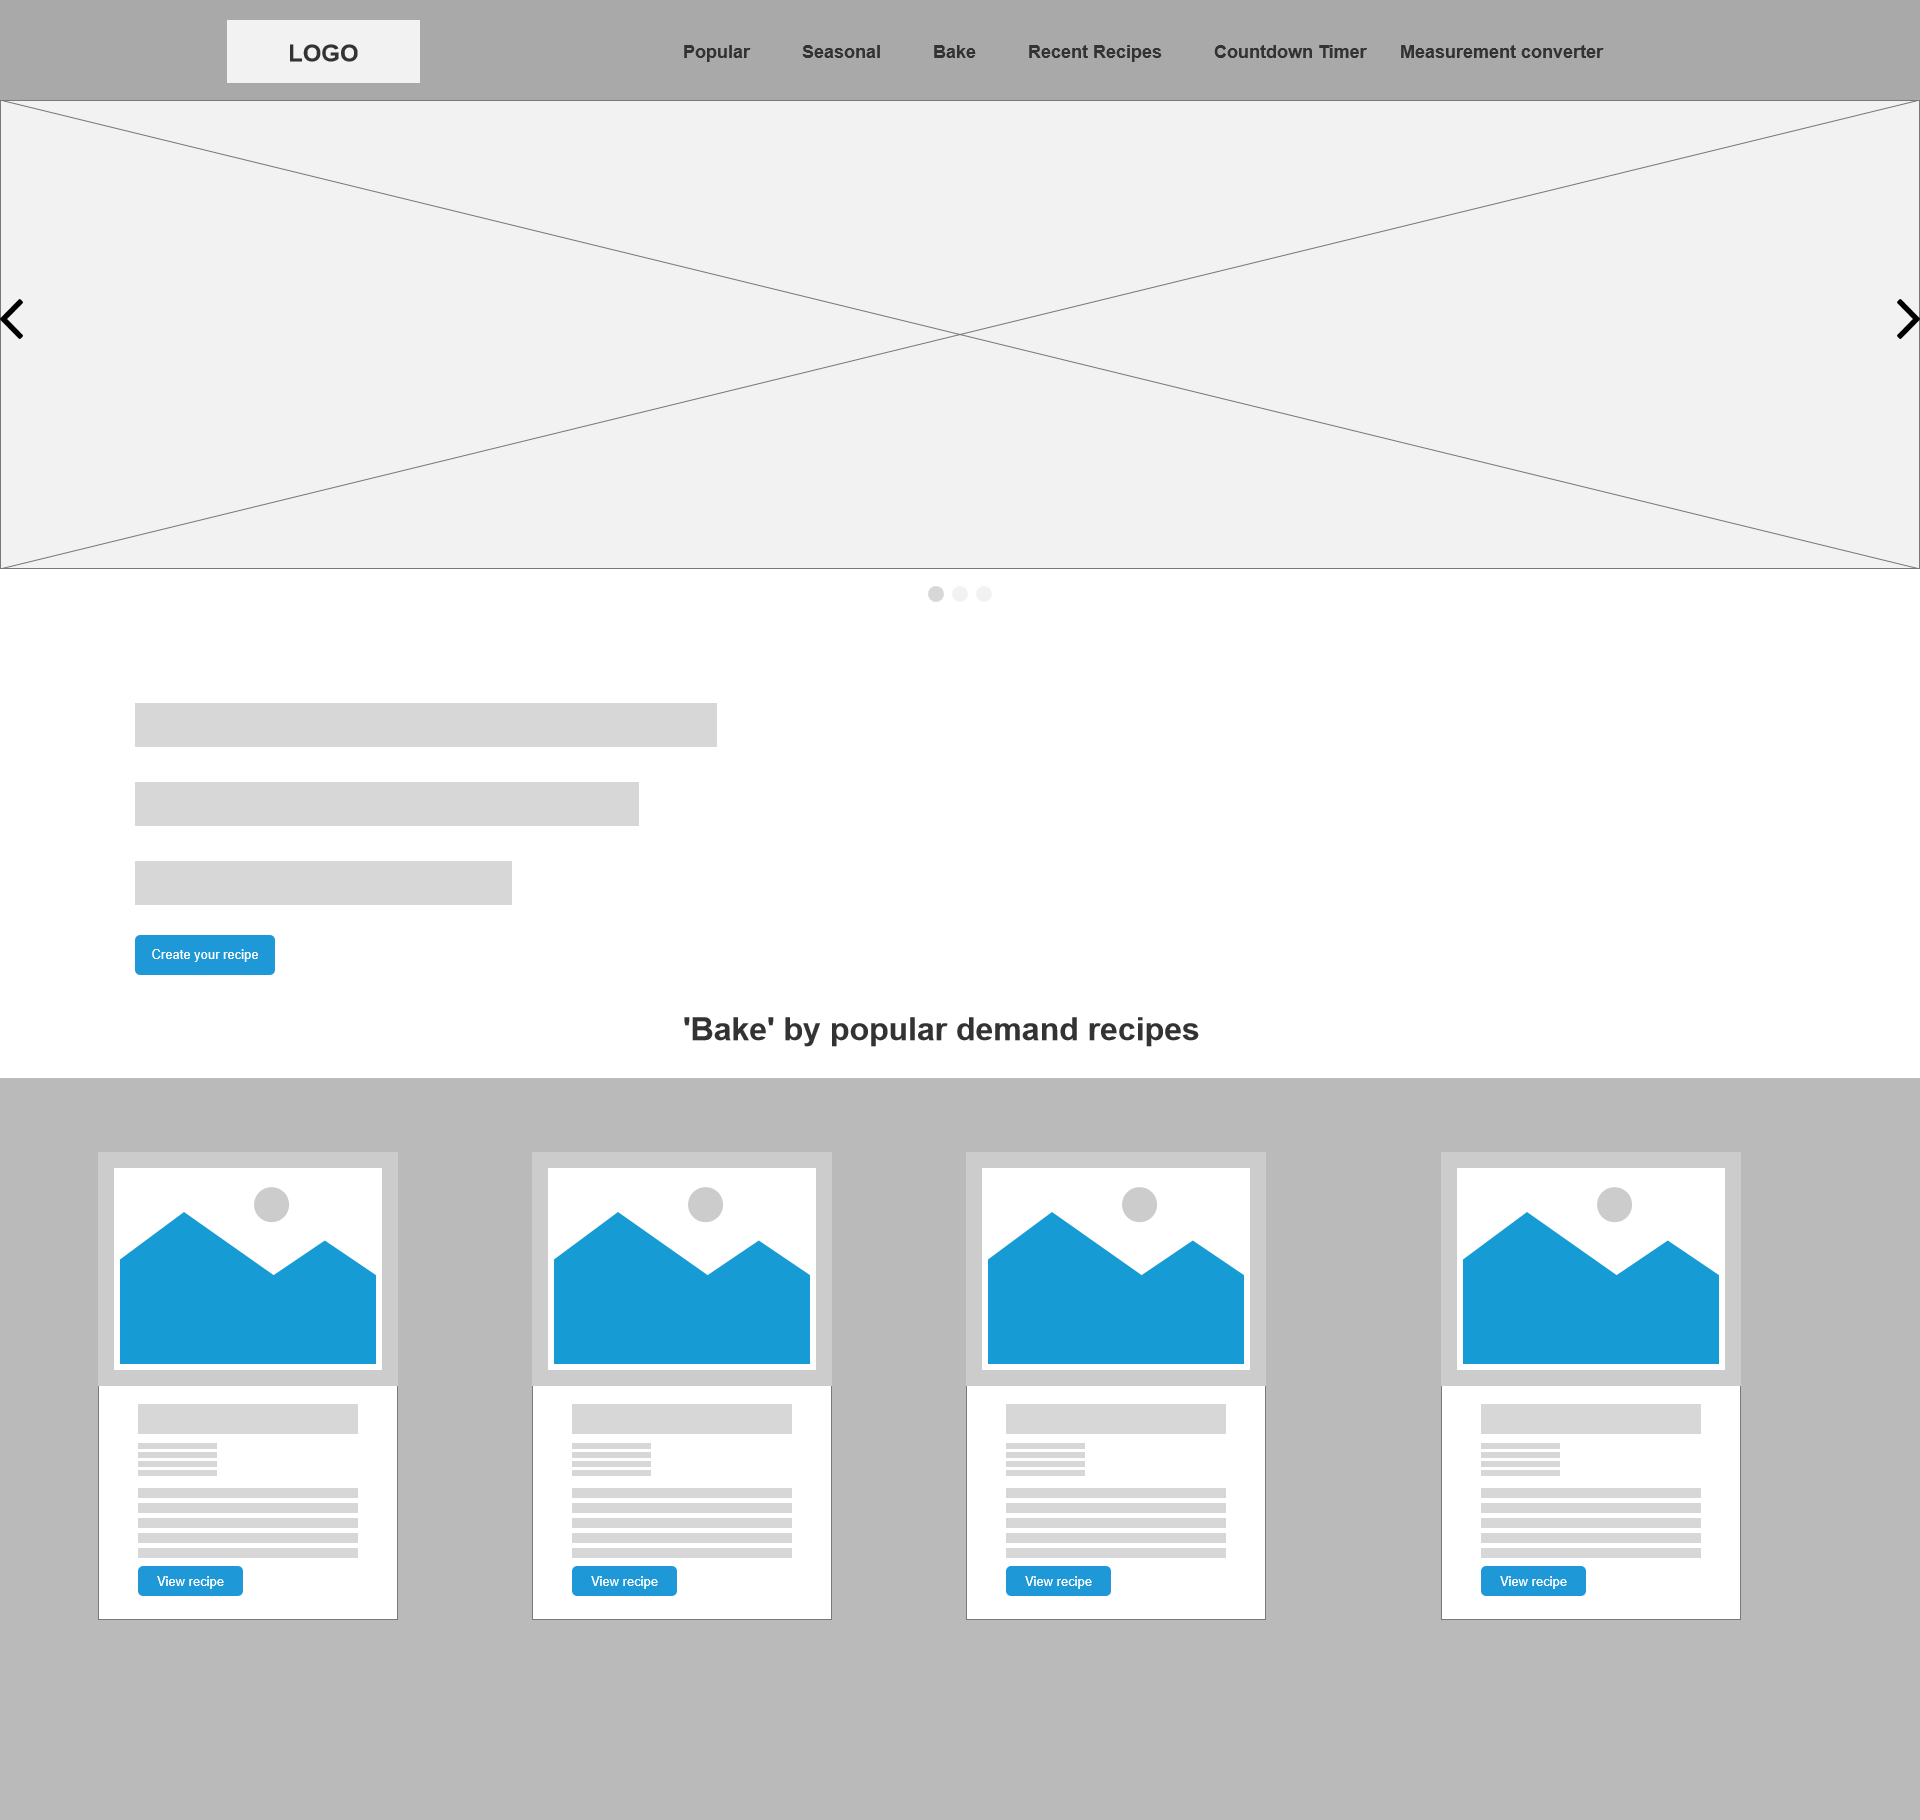 LOGO
Popular Seasonal Bake Recent Recipes Countdown Timer Measurement converter
Create your recipe
'Bake' by popular demand recipes
View recipe View recipe View recipe View recipe